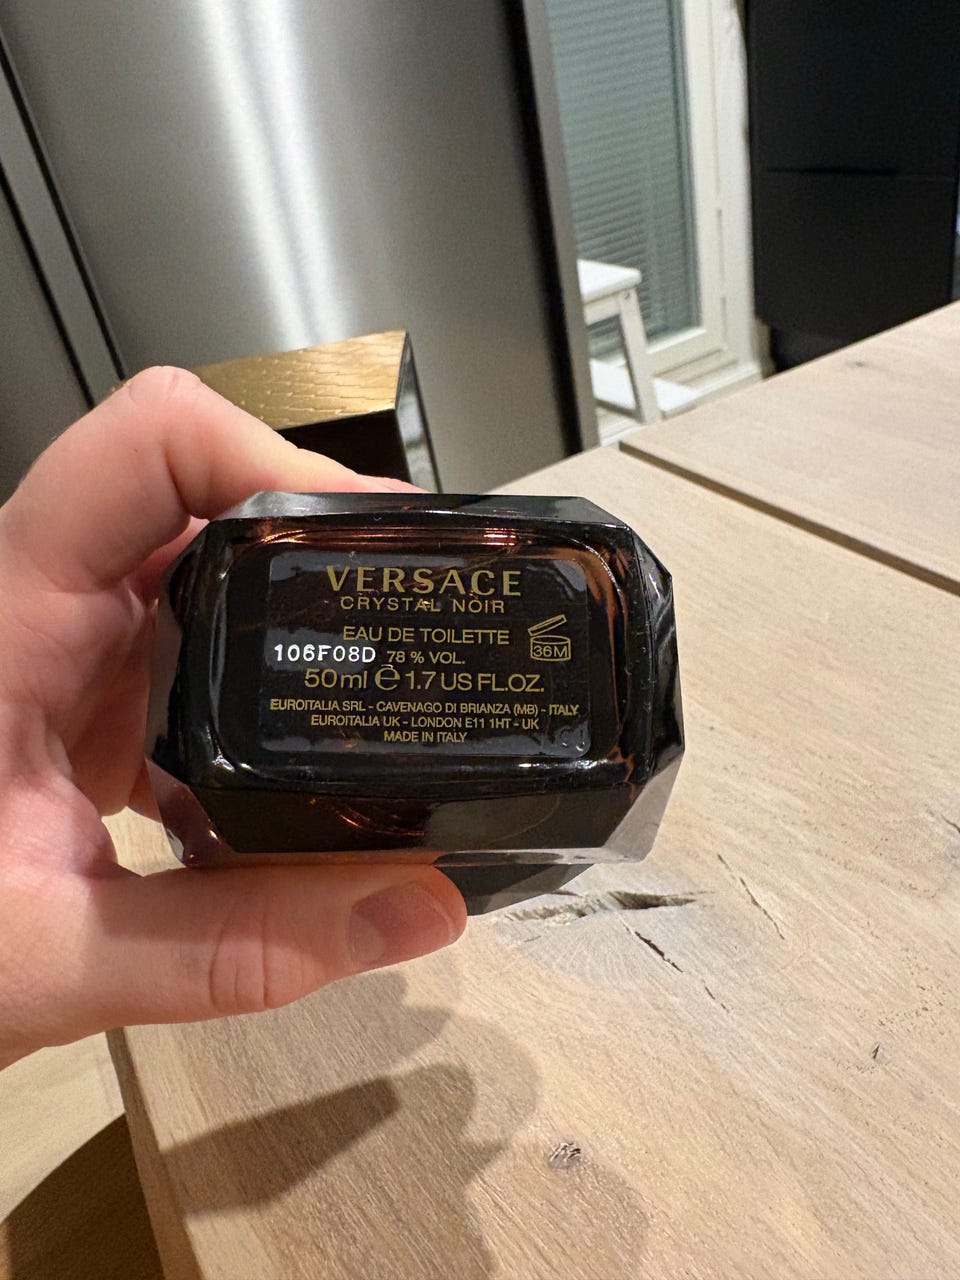 VERSACE
CRYSTAL NOIR
EAU DE TOILETTE
36M
106F08D 78 % VOL.
50ml e 1.7 US FL.OZ.
EUROITALIA SRL - CAVENAGO DI BRIANZA (MB) - ITALY
EUROITALIA UK - LONDON E11 1HT - UK
MADE IN ITALY